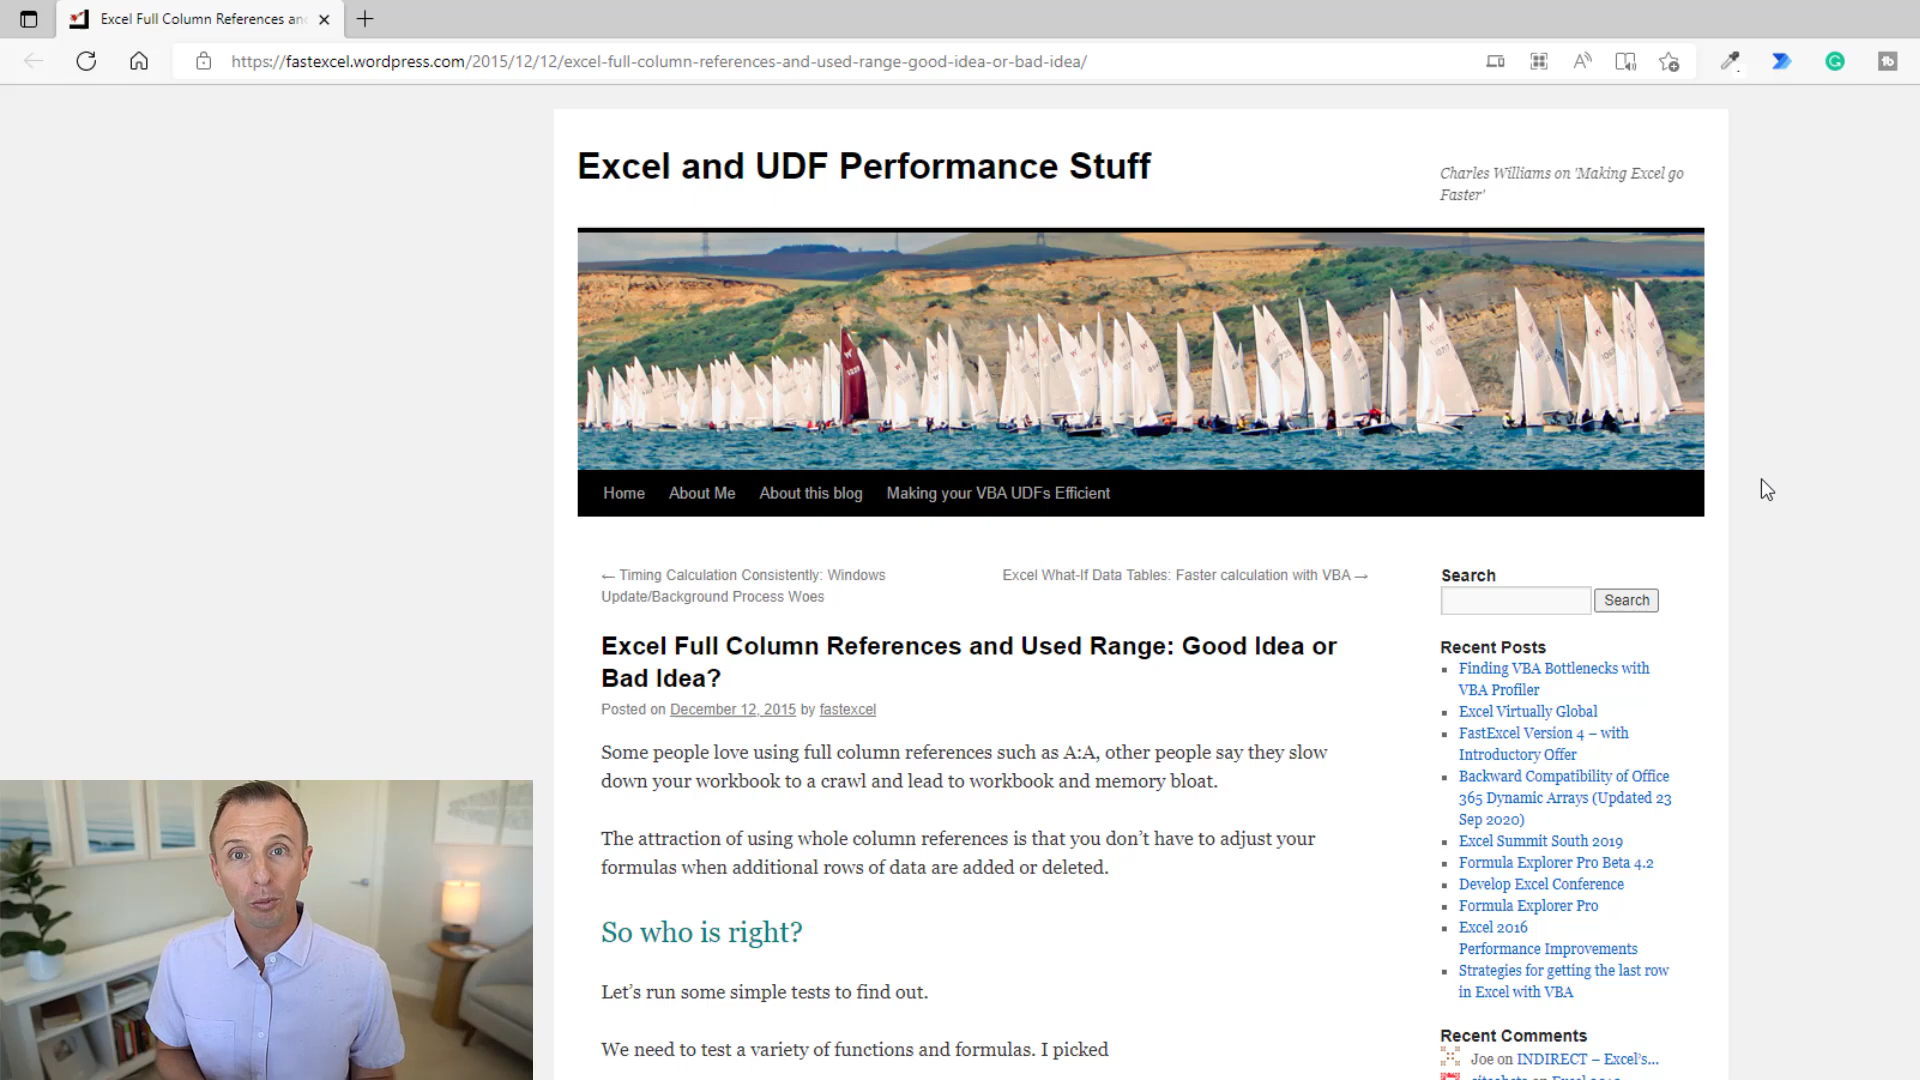 Excel Full Column References an
https://fastexcel.wordpress.com/2015/12/12/excel-full-column-references-and-used-range-good-idea-or-bad-idea/
Excel and UDF Performance Stuff
Charles Williams on 'Making Excel go
Faster'
Home About Me About this blog Making your VBA UDFs Efficient
← Timing Calculation Consistently: Windows
Update/Background Process Woes
Excel What-If Data Tables: Faster calculation with VBA →
Excel Full Column References and Used Range: Good Idea or
Bad Idea?
Posted on December 12, 2015 by fastexcel
Some people love using full column references such as A:A, other people say they slow
down your workbook to a crawl and lead to workbook and memory bloat.
The attraction of using whole column references is that you don't have to adjust your
formulas when additional rows of data are added or deleted.
So who is right?
Let's run some simple tests to find out.
We need to test a variety of functions and formulas. I picked
Search
Search
Recent Posts
Finding VBA Bottlenecks with
VBA Profiler
Excel Virtually Global
FastExcel Version 4 – with
Introductory Offer
Backward Compatibility of Office
365 Dynamic Arrays (Updated 23
Sep 2020)
Excel Summit South 2019
Formula Explorer Pro Beta 4.2
Develop Excel Conference
Formula Explorer Pro
Excel 2016
Performance Improvements
Strategies for getting the last row
in Excel with VBA
Recent Comments
Joe on INDIRECT – Excel's...